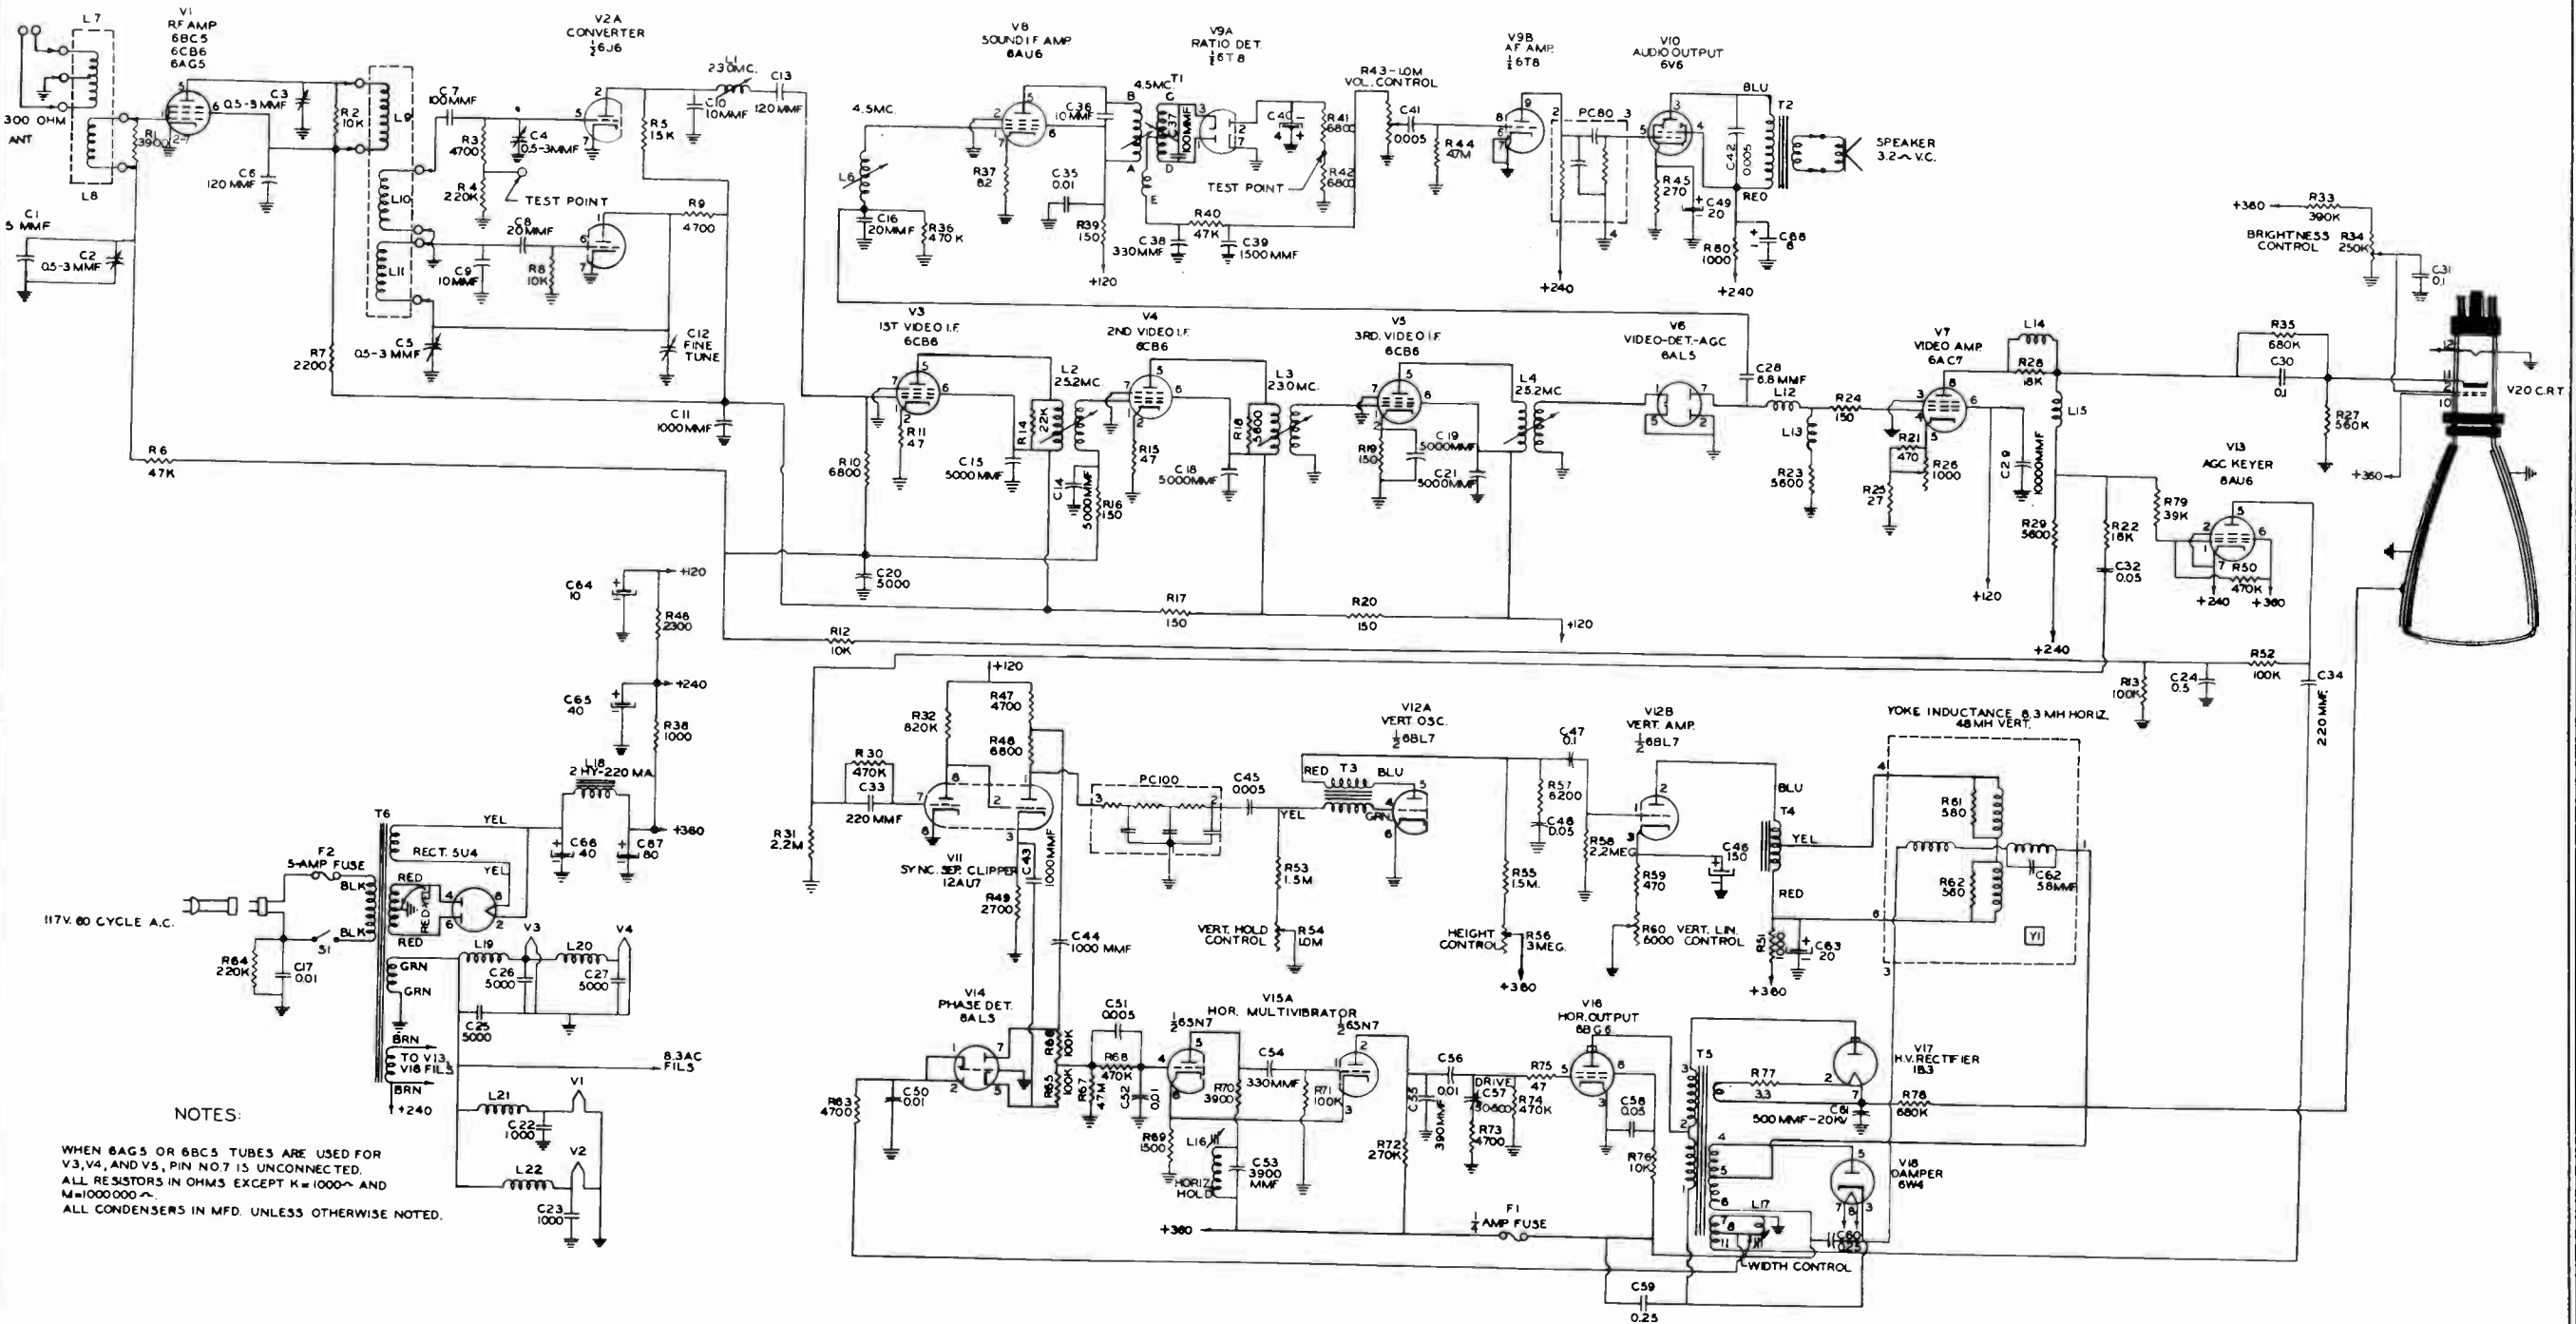 L7
V1
RF AMP
6BC5
6CB6
6AG5
300 OHM
ANT
L8
R1
3900
5
6
2-7
C3
0.5-3 MMF
R2
10K
C6
120 MMF
C1
5 MMF
C2
0.5-3 MMF
L9
L10
L11
C7
100MMF
R3
4700
C4
0.5-3MMF
R4
220K
TEST POINT
C8
20MMF
C9
10MMF
R8
10K
C5
0.5-3 MMF
C12
FINE
TUNE
V2A
CONVERTER
½6J6
R5
15K
R9
4700
L1
23.0MC.
C10
10MMF
C13
120 MMF
R7
2200
C11
1000MMF
R6
47K
V8
SOUND I F AMP.
6AU6
4.5MC.
L6
C16
20MMF
R36
470K
R37
82
C36
10 MMF
C35
0.01
R39
150
+120
4.5MC.
T1
B
C
A
D
E
C37
100MMF
V9A
RATIO DET.
½6T8
C40
4
R41
6800
R42
6800
TEST POINT
R40
47K
C38
330MMF
C39
1500 MMF
R43-1.0M
VOL. CONTROL
C41
0.005
R44
47M
V9B
AF AMP.
½6T8
PC80
+240
V10
AUDIO OUTPUT
6V6
BLU
T2
C42
0.005
R45
270
C49
20
RED
R80
1000
C68
+240
SPEAKER
3.2~ V.C.
+360
R33
390K
BRIGHTNESS
CONTROL
R34
250K
C31
0.1
V3
1ST VIDEO I.F.
6CB6
R10
6800
R11
47
C15
5000 MMF
R14
22K
L2
25.2MC.
C14
5000MMF
R16
150
V4
2ND VIDEO I.F.
6CB6
R15
47
C18
5000MMF
R18
5600
L3
23.0MC.
V5
3RD. VIDEO I.F.
6CB6
R19
150
C19
5000MMF
C21
5000MMF
L4
25.2MC.
V6
VIDEO-DET.-AGC
6AL5
C28
6.8 MMF
L12
L13
R23
5600
R24
150
V7
VIDEO AMP.
6AC7
R21
470
R26
1000
R25
27
C29
1000MMF
+120
L14
R28
18K
L15
R29
5600
+240
R22
18K
C32
0.05
R79
39K
R35
680K
C30
0.1
R27
560K
V20 C.R.T.
+360
V13
AGC KEYER
6AU6
R50
470K
+240
+360
C20
5000
R17
150
R20
150
+120
R12
10K
R13
100K
C24
0.5
R52
100K
C34
220 MMF.
C64
10
+120
R46
2300
C65
40
+240
R38
1000
L18
2 HY-220 MA.
C66
40
C67
80
+360
T6
YEL
RECT. 5U4
YEL
F2
5-AMP FUSE
BLK
BLK
RED
RED-YEL
RED
117V. 60 CYCLE A.C.
S1
R64
220K
C17
0.01
GRN
GRN
L19
V3
L20
V4
C26
5000
C27
5000
C25
5000
BRN
TO V13,
V18 FILS
BRN
+240
6.3AC
FILS
L21
V1
C22
1000
L22
V2
C23
1000
NOTES:
WHEN 6AG5 OR 6BC5 TUBES ARE USED FOR
V3, V4, AND V5, PIN NO.7 IS UNCONNECTED.
ALL RESISTORS IN OHMS EXCEPT K=1000~ AND
M=1000000~.
ALL CONDENSERS IN MFD. UNLESS OTHERWISE NOTED.
+120
R32
820K
R47
4700
R48
6800
R30
470K
C33
220 MMF
R31
2.2M
V11
SYNC. SEP. CLIPPER
12AU7
R49
2700
C43
1000MMF
C44
1000 MMF
PC100
C45
0.005
RED
T3
BLU
YEL
GRN
V12A
VERT OSC.
½6BL7
R53
1.5M
VERT. HOLD
CONTROL
R54
1.0M
R55
1.5M.
HEIGHT
CONTROL
R56
3MEG.
+360
C47
0.1
R57
8200
C48
0.05
R58
2.2MEG
V12B
VERT. AMP.
½6BL7
R59
470
R60
6000
VERT. LIN.
CONTROL
C46
150
BLU
T4
YEL
RED
R51
C63
20
+360
YOKE INDUCTANCE 8.3 MH HORIZ.
48MH VERT.
R61
560
R62
560
C62
58MMF
Y1
V14
PHASE DET.
6AL5
R63
4700
C50
0.01
R66
100K
R65
100K
R67
47M
C51
0.005
R68
470K
C52
0.01
V15A
HOR. MULTIVIBRATOR
½6SN7
½6SN7
R69
1500
R70
3900
L16
HORIZ
HOLD
C53
3900
MMF
C54
330MMF
R71
100K
R72
270K
C55
390MMF
C56
0.01
DRIVE
C57
R73
4700
R74
470K
R75
47
V16
HOR. OUTPUT
6BG6
C58
0.05
R76
10K
+360
F1
¼ AMP FUSE
T5
R77
3.3
V17
H.V. RECTIFIER
1B3
C61
500 MMF-20KV
R78
680K
V18
DAMPER
6W4
L17
C60
0.25
WIDTH CONTROL
C59
0.25